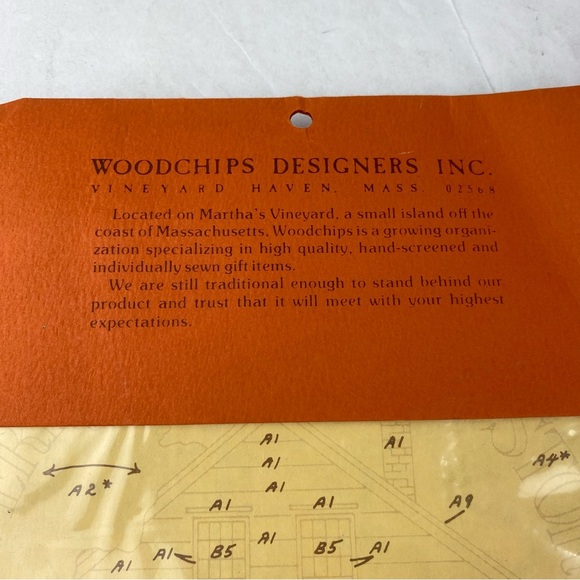 WOODCHIPS DESIGNERS INC.
VINEYARD HAVEN, MASS. 02568
Located on Martha's Vineyard, a small island off the
coast of Massachusetts, Woodchips is a growing organi-
zation specializing in high quality, hand-screened and
individually sewn gift items.
We are still traditional enough to stand behind our
product and trust that it will meet with your highest
expectations.
A1
A1
A1
A4*
A2*
A1
A1
A1
A9
A1
A1
A1
B5
B5
A1